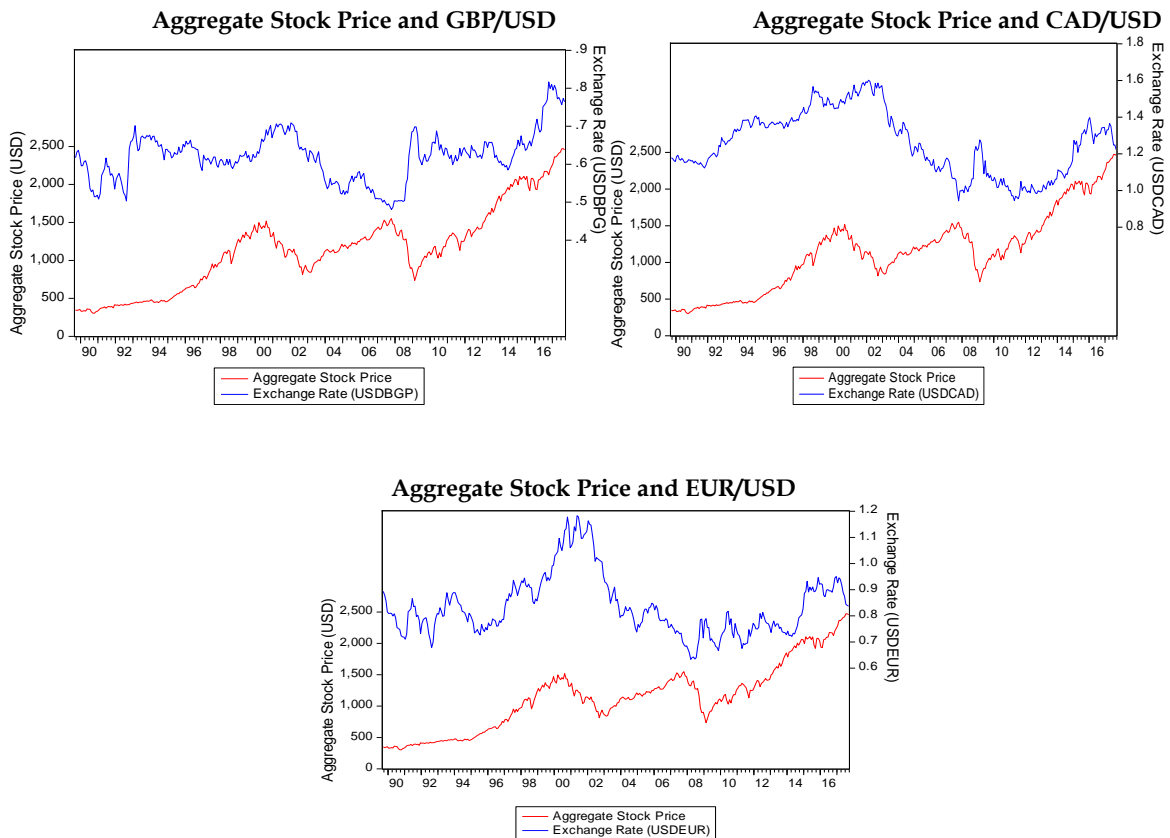 Aggregate Stock Price and GBP/USD
Aggregate Stock Price (USD)
2,500
2,000
1,500
1,000
500
0
.9
.8
.7
.6
.5
.4
Exchange Rate (USDBPG)
90 92 94 96 98 00 02 04 06 08 10 12 14 16
Aggregate Stock Price
Exchange Rate (USDBGP)
Aggregate Stock Price and CAD/USD
Aggregate Stock Price (USD)
2,500
2,000
1,500
1,000
500
0
1.8
1.6
1.4
1.2
1.0
0.8
Exchange Rate (USDCAD)
90 92 94 96 98 00 02 04 06 08 10 12 14 16
Aggregate Stock Price
Exchange Rate (USDCAD)
Aggregate Stock Price and EUR/USD
Aggregate Stock Price (USD)
2,500
2,000
1,500
1,000
500
0
1.2
1.1
1.0
0.9
0.8
0.7
0.6
Exchange Rate (USDEUR)
90 92 94 96 98 00 02 04 06 08 10 12 14 16
Aggregate Stock Price
Exchange Rate (USDEUR)